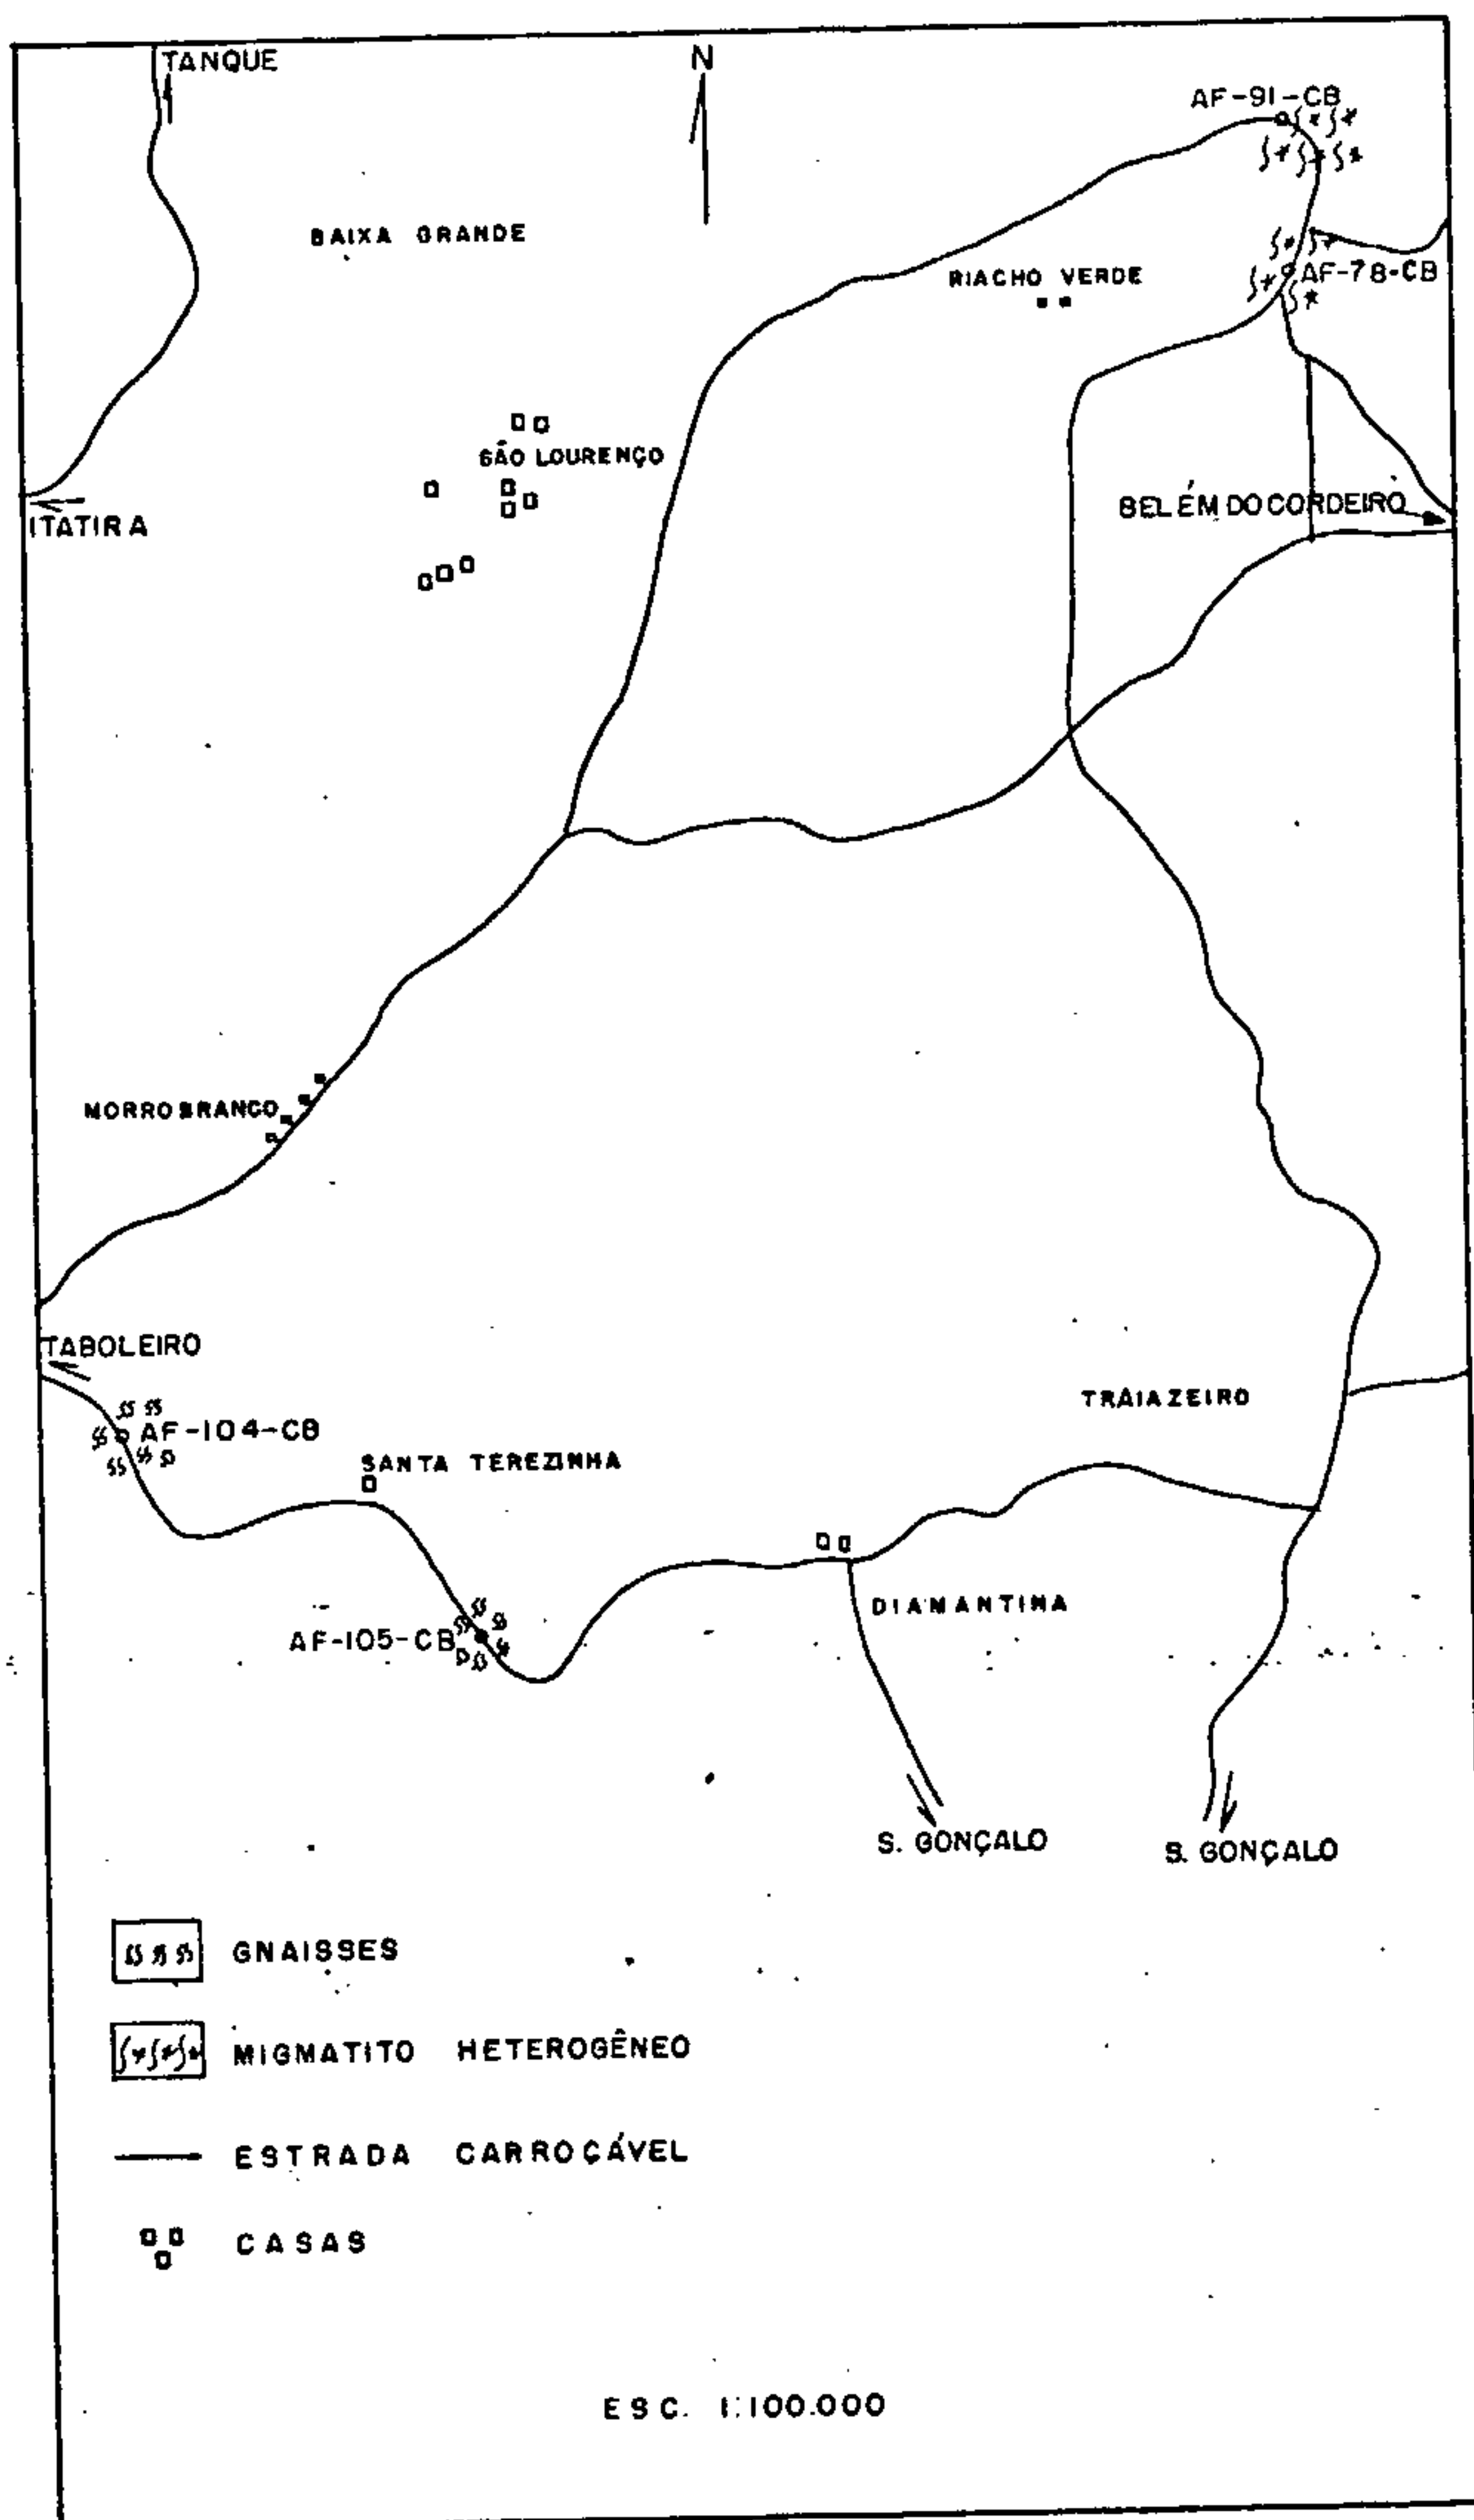 TANQUE
N
AF-91-CB
BAIXA GRANDE
RIACHO VERDE
AF-78-CB
SÃO LOURENÇO
BELÉM DO CORDEIRO
ITATIRA
MORRO BRANCO
TABOLEIRO
TRAIAZEIRO
AF-104-CB
SANTA TEREZINHA
DIAMANTINA
AF-105-CB
S. GONÇALO
S. GONÇALO
GNAISSES
MIGMATITO HETEROGÊNEO
ESTRADA CARROÇÁVEL
CASAS
ESC. 1:100.000